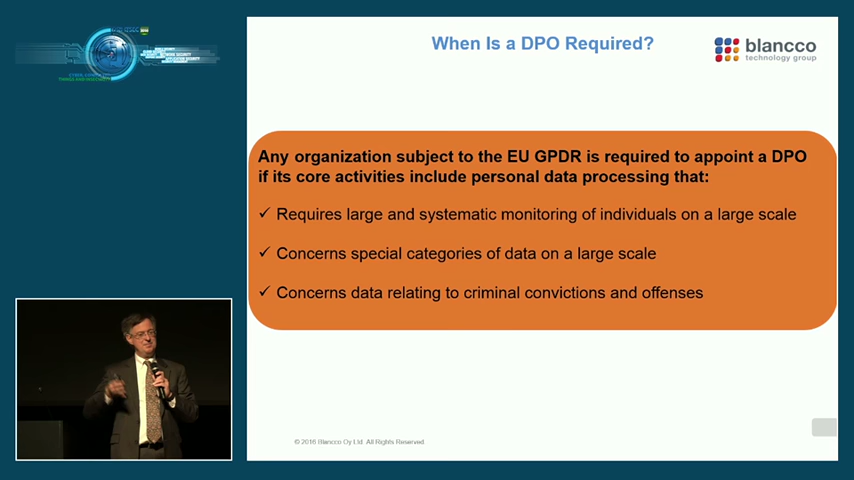 When Is a DPO Required?
blancco
technology group
Any organization subject to the EU GPDR is required to appoint a DPO
if its core activities include personal data processing that:
✓ Requires large and systematic monitoring of individuals on a large scale
✓ Concerns special categories of data on a large scale
✓ Concerns data relating to criminal convictions and offenses
© 2016 Blancco Oy Ltd. All Rights Reserved.